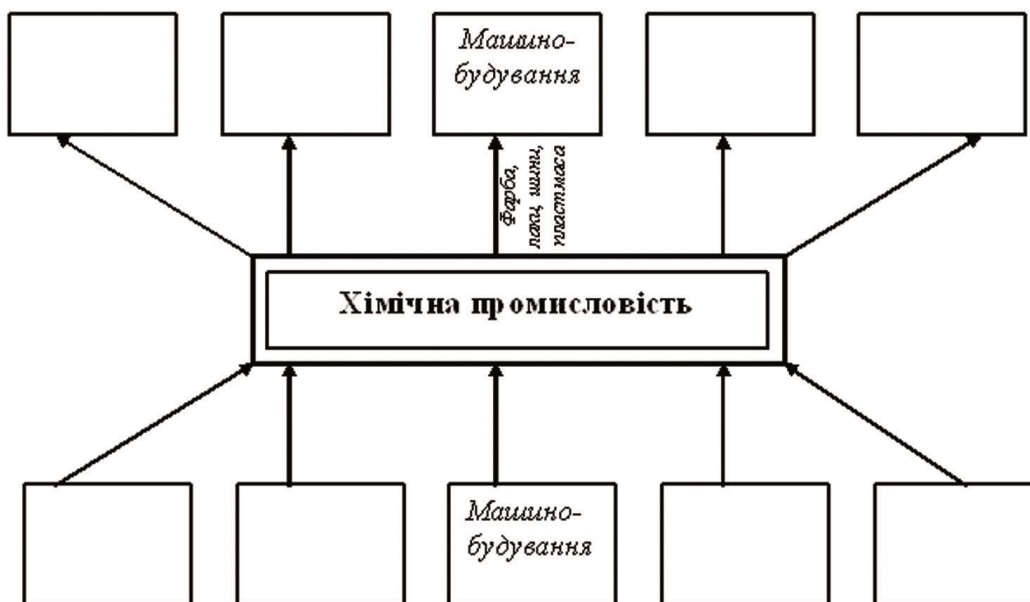 Машино-
будування
Фарба,
лаки, шини,
пластмаса
Хімічна промисловість
Машино-
будування